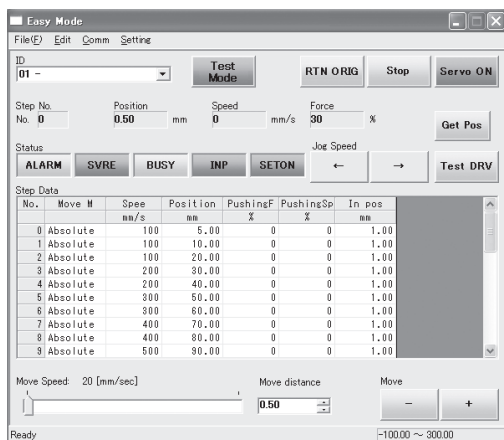 Easy Mode
File(F) Edit Comm Setting
ID
01 -
Test Mode
RTN ORIG
Stop
Servo ON
Step No. Position Speed Force
No. 0 0.50 mm 0 mm/s 30 %
Get Pos
Status
Jog Speed
ALARM SVRE BUSY INP SETON ← → Test DRV
Step Data
No. Move M Spee Position PushingF PushingSp In pos
mm/s mm % % mm
0 Absolute 100 5.00 0 0 1.00
1 Absolute 100 10.00 0 0 1.00
2 Absolute 100 20.00 0 0 1.00
3 Absolute 200 30.00 0 0 1.00
4 Absolute 200 40.00 0 0 1.00
5 Absolute 300 50.00 0 0 1.00
6 Absolute 300 60.00 0 0 1.00
7 Absolute 400 70.00 0 0 1.00
8 Absolute 400 80.00 0 0 1.00
9 Absolute 500 90.00 0 0 1.00
Move Speed: 20 [mm/sec]
Move distance
Move
0.50
- +
Ready
-100.00 ~ 300.00